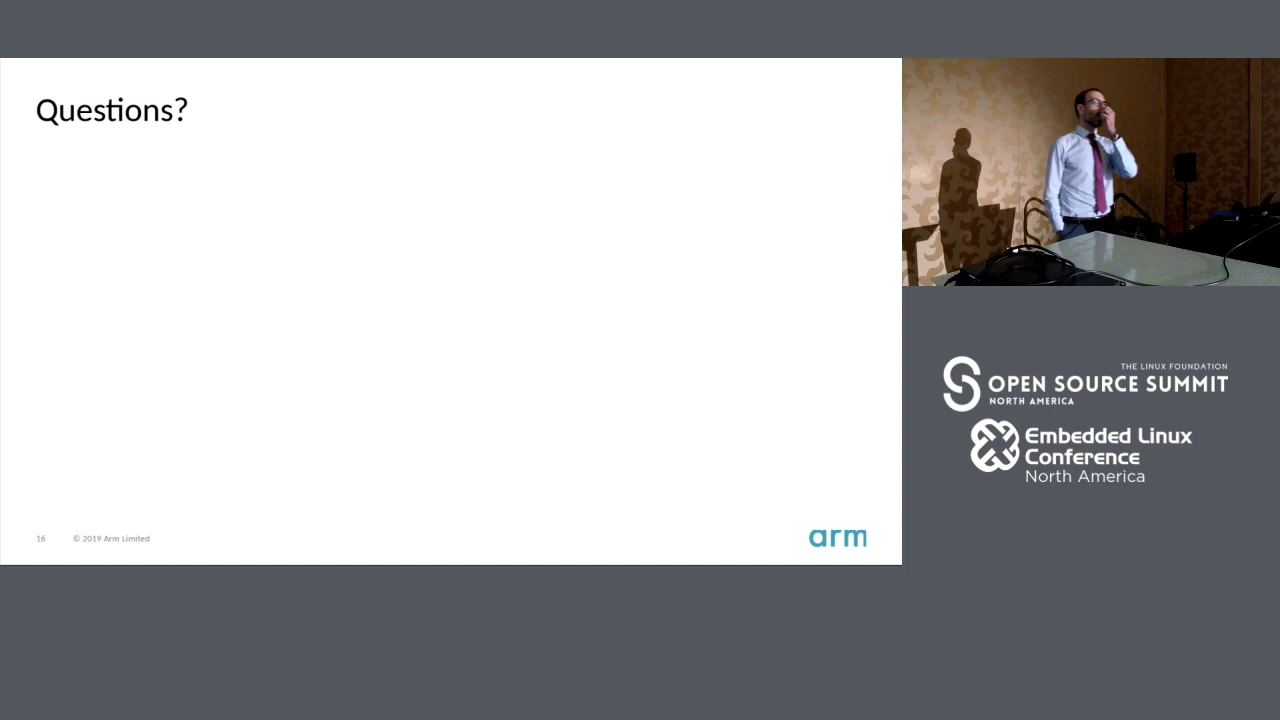 Questions?
16 © 2019 Arm Limited
arm
THE LINUX FOUNDATION
OPEN SOURCE SUMMIT
NORTH AMERICA
Embedded Linux
Conference
North America